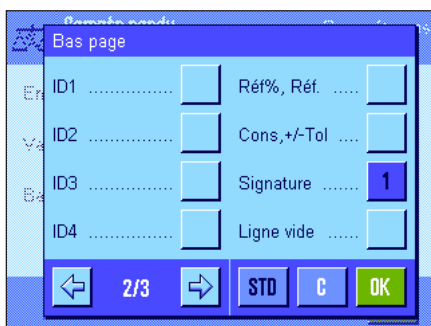 Bas page
ID1 ............... Réf%, Réf. .....
ID2 ............... Cons,+/-Tol ....
ID3 ............... Signature ....... 1
ID4 ............... Ligne vide ......
2/3 STD C OK